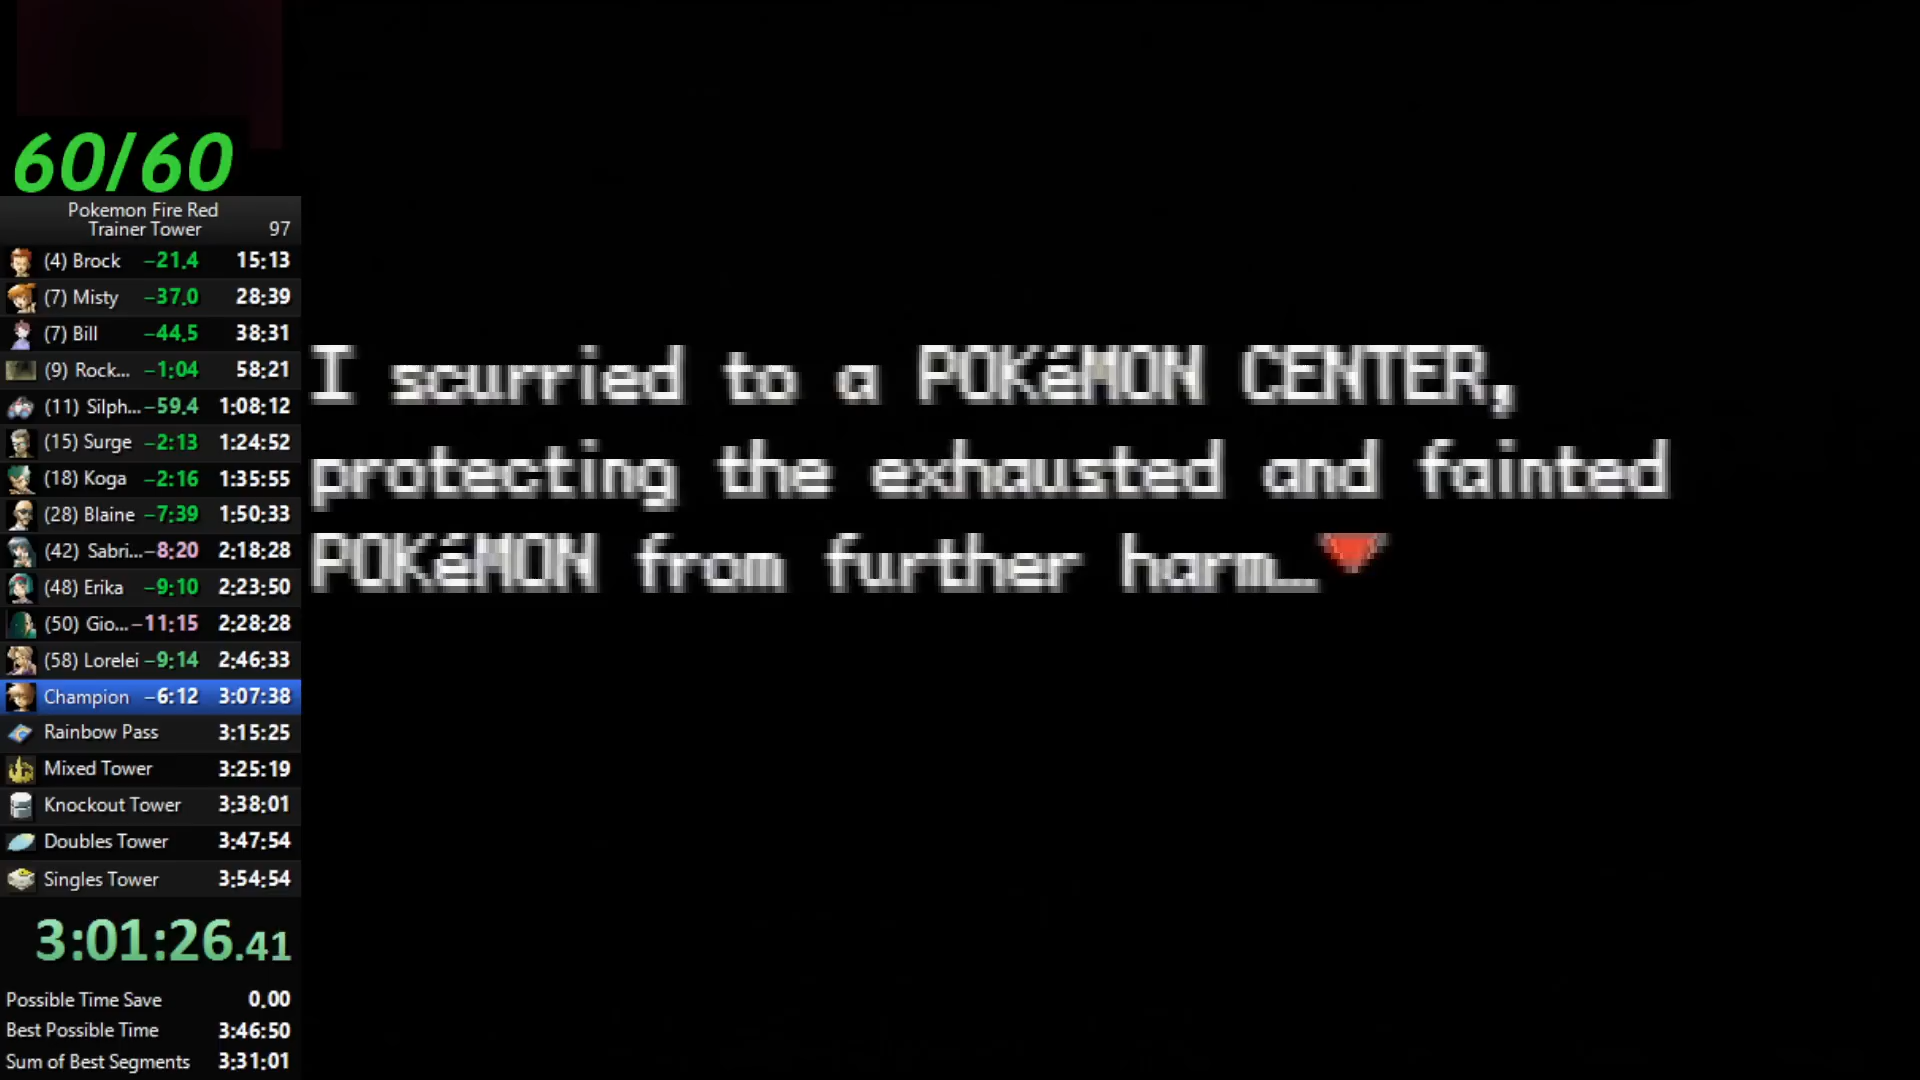 60/60
Pokemon Fire Red
Trainer Tower 97
(4) Brock -21.4 15:13
(7) Misty -37.0 28:39
(7) Bill -44.5 38:31
(9) Rock... -1:04 58:21
(11) Silph... -59.4 1:08:12
(15) Surge -2:13 1:24:52
(18) Koga -2:16 1:35:55
(28) Blaine -7:39 1:50:33
(42) Sabri... -8:20 2:18:28
(48) Erika -9:10 2:23:50
(50) Gio... -11:15 2:28:28
(58) Lorelei -9:14 2:46:33
Champion -6:12 3:07:38
Rainbow Pass 3:15:25
Mixed Tower 3:25:19
Knockout Tower 3:38:01
Doubles Tower 3:47:54
Singles Tower 3:54:54
3:01:26.41
Possible Time Save 0.00
Best Possible Time 3:46:50
Sum of Best Segments 3:31:01
I scurried to a POKéMON CENTER,
protecting the exhausted and fainted
POKéMON from further harm…